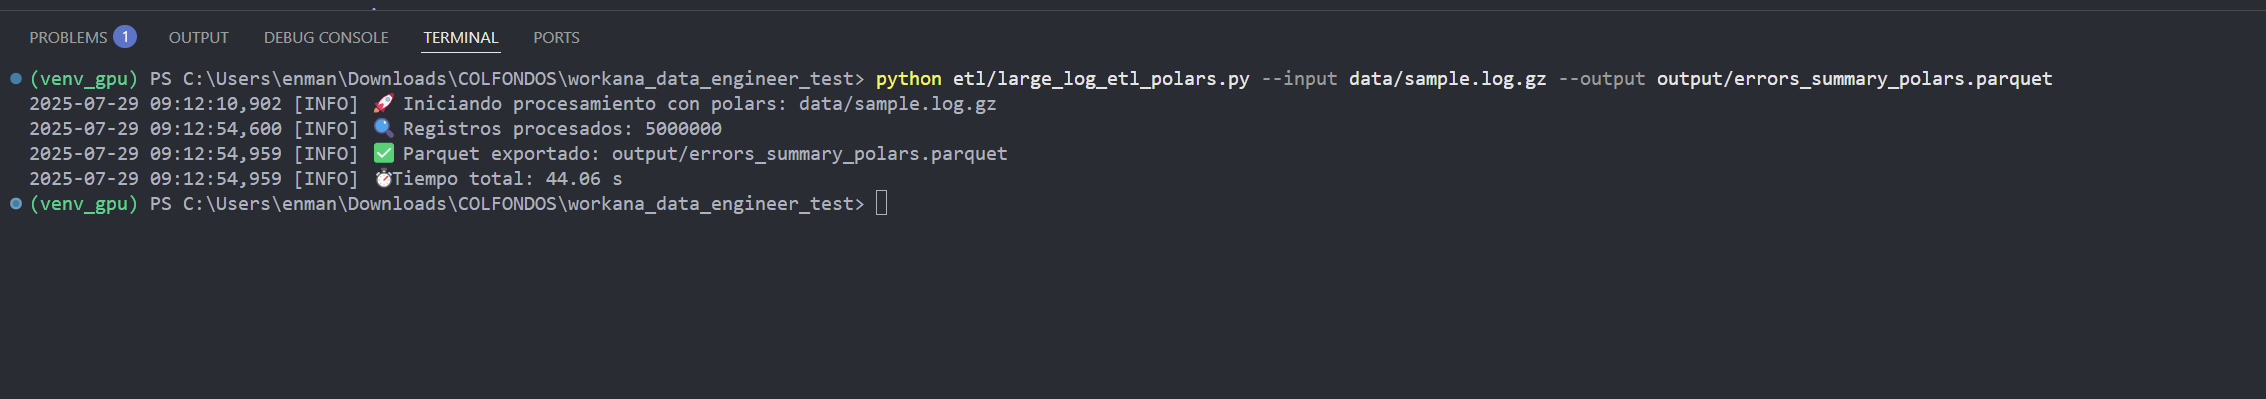 PROBLEMS 1 OUTPUT DEBUG CONSOLE TERMINAL PORTS
(venv_gpu) PS C:\Users\enman\Downloads\COLFONDOS\workana_data_engineer_test> python etl/large_log_etl_polars.py --input data/sample.log.gz --output output/errors_summary_polars.parquet
2025-07-29 09:12:10,902 [INFO] 🚀 Iniciando procesamiento con polars: data/sample.log.gz
2025-07-29 09:12:54,600 [INFO] 🔍 Registros procesados: 5000000
2025-07-29 09:12:54,959 [INFO] ✅ Parquet exportado: output/errors_summary_polars.parquet
2025-07-29 09:12:54,959 [INFO] ⏱Tiempo total: 44.06 s
(venv_gpu) PS C:\Users\enman\Downloads\COLFONDOS\workana_data_engineer_test>